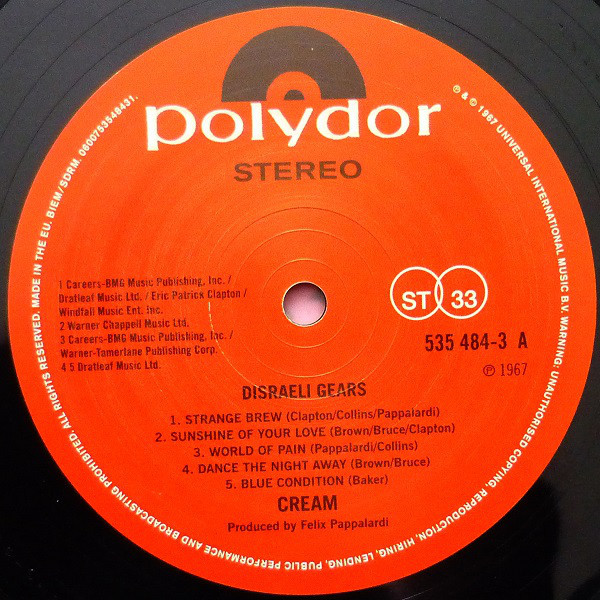 polydor
STEREO
1 Careers-BMG Music Publishing, Inc. /
Dratleaf Music Ltd. / Eric Patrick Clapton /
Windfall Music Ent. Inc.
2 Warner Chappell Music Ltd.
3 Careers-BMG Music Publishing, Inc. /
Warner-Tamerlane Publishing Corp.
4 5 Dratleaf Music Ltd.
ST 33
535 484-3 A
℗ 1967
DISRAELI GEARS
1. STRANGE BREW (Clapton/Collins/Pappalardi)
2. SUNSHINE OF YOUR LOVE (Brown/Bruce/Clapton)
3. WORLD OF PAIN (Pappalardi/Collins)
4. DANCE THE NIGHT AWAY (Brown/Bruce)
5. BLUE CONDITION (Baker)
CREAM
Produced by Felix Pappalardi
℗ & © 1967 UNIVERSAL INTERNATIONAL MUSIC B.V. WARNING: UNAUTHORISED COPYING, REPRODUCTION, HIRING, LENDING, PUBLIC PERFORMANCE AND BROADCASTING PROHIBITED. ALL RIGHTS RESERVED. MADE IN THE EU. BIEM/SDRM. 0600753548431.